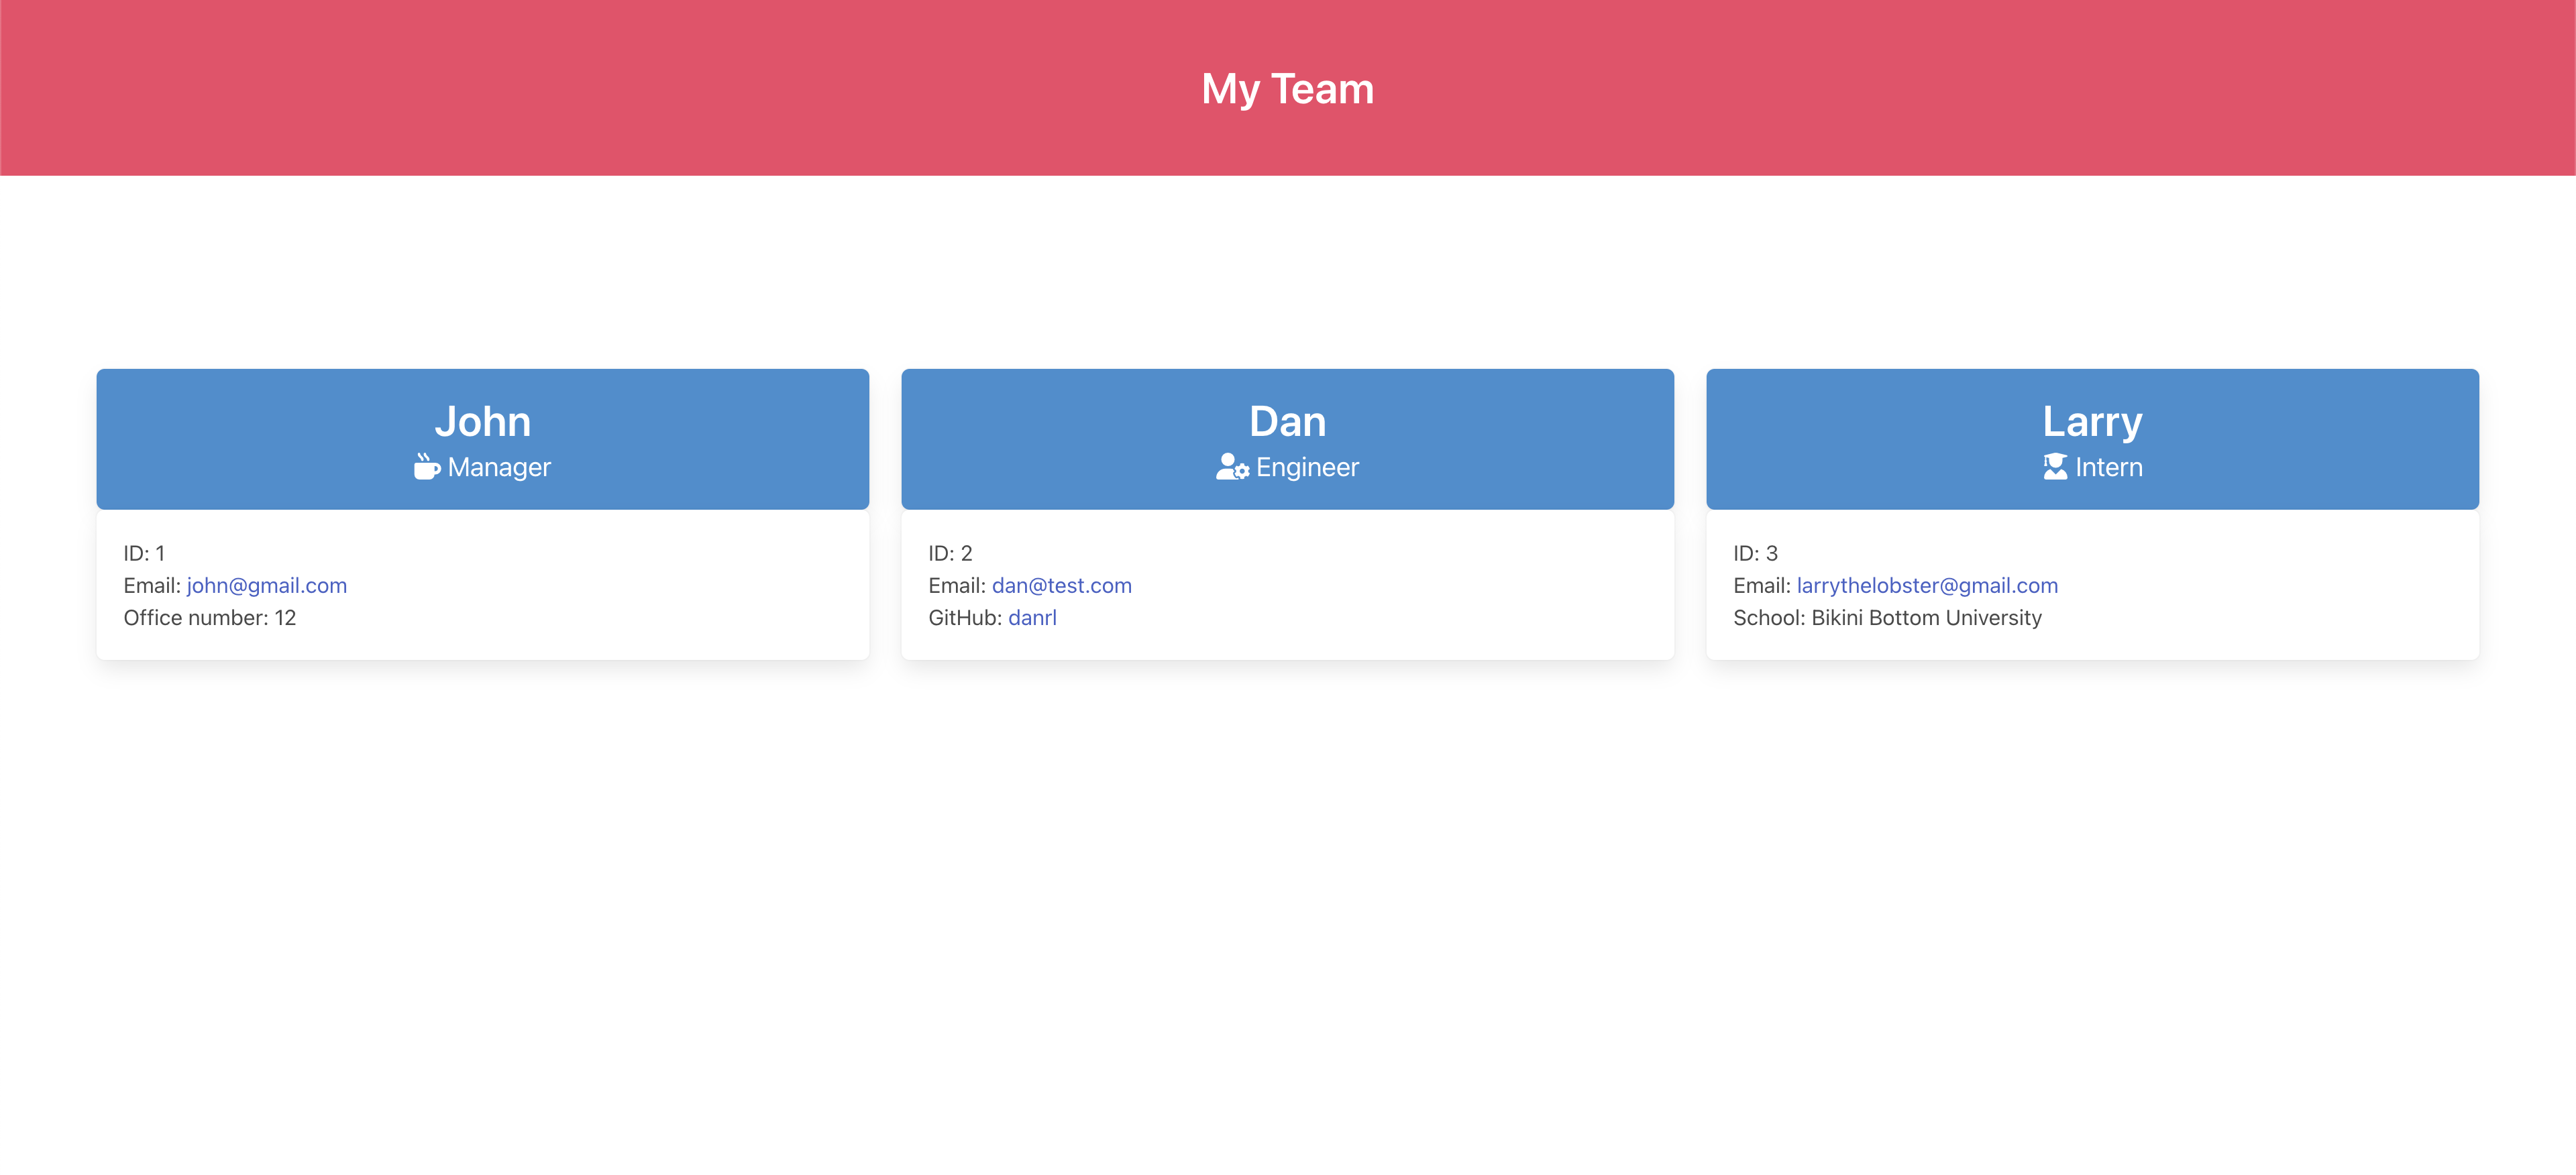 My Team
John
Manager
ID: 1
Email: john@gmail.com
Office number: 12
Dan
Engineer
ID: 2
Email: dan@test.com
GitHub: danrl
Larry
Intern
ID: 3
Email: larrythelobster@gmail.com
School: Bikini Bottom University